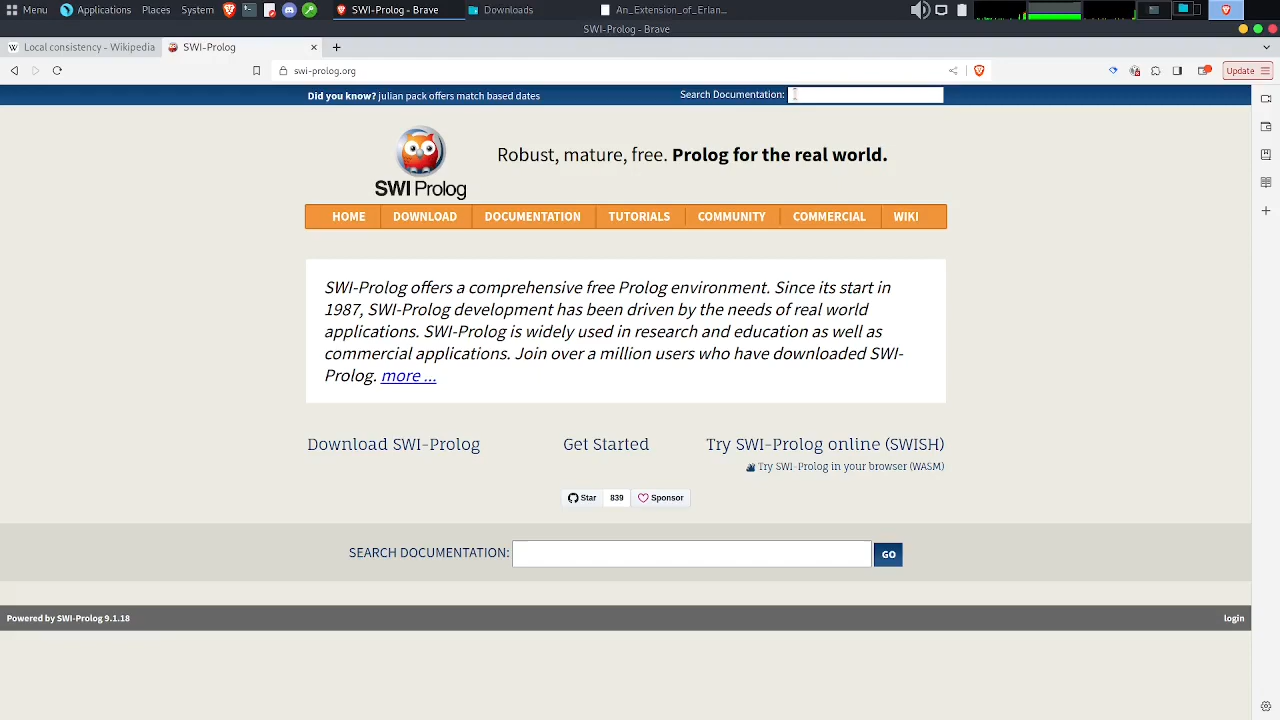 Menu Applications Places System SWI-Prolog - Brave Downloads An_Extension_of_Erlan...
SWI-Prolog - Brave
W Local consistency - Wikipedia SWI-Prolog
swi-prolog.org Update
Did you know? julian pack offers match based dates Search Documentation:
Robust, mature, free. Prolog for the real world.
SWI Prolog
HOME DOWNLOAD DOCUMENTATION TUTORIALS COMMUNITY COMMERCIAL WIKI
SWI-Prolog offers a comprehensive free Prolog environment. Since its start in
1987, SWI-Prolog development has been driven by the needs of real world
applications. SWI-Prolog is widely used in research and education as well as
commercial applications. Join over a million users who have downloaded SWI-
Prolog. more ...
Download SWI-Prolog Get Started Try SWI-Prolog online (SWISH)
Try SWI-Prolog in your browser (WASM)
Star 839 Sponsor
SEARCH DOCUMENTATION: GO
Powered by SWI-Prolog 9.1.18 login